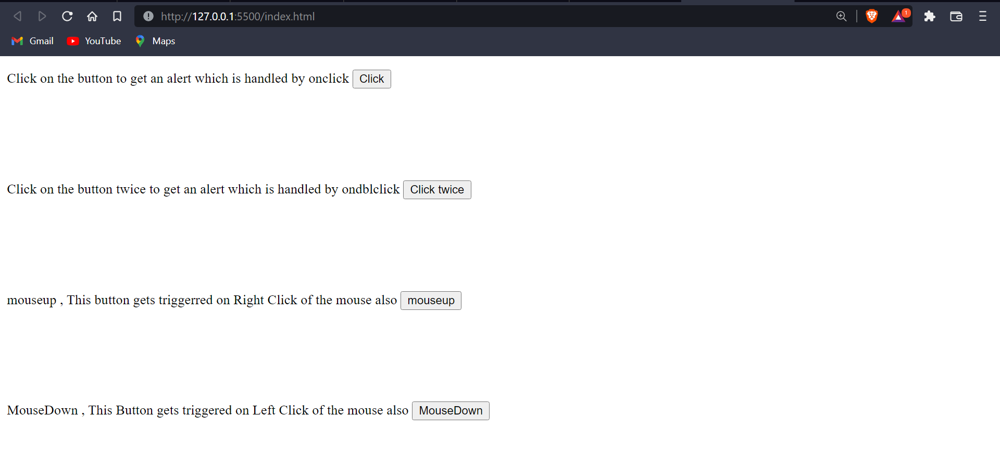 http://127.0.0.1:5500/index.html
1
Gmail YouTube Maps
Click on the button to get an alert which is handled by onclick Click
Click on the button twice to get an alert which is handled by ondblclick Click twice
mouseup , This button gets triggerred on Right Click of the mouse also mouseup
MouseDown , This Button gets triggered on Left Click of the mouse also MouseDown